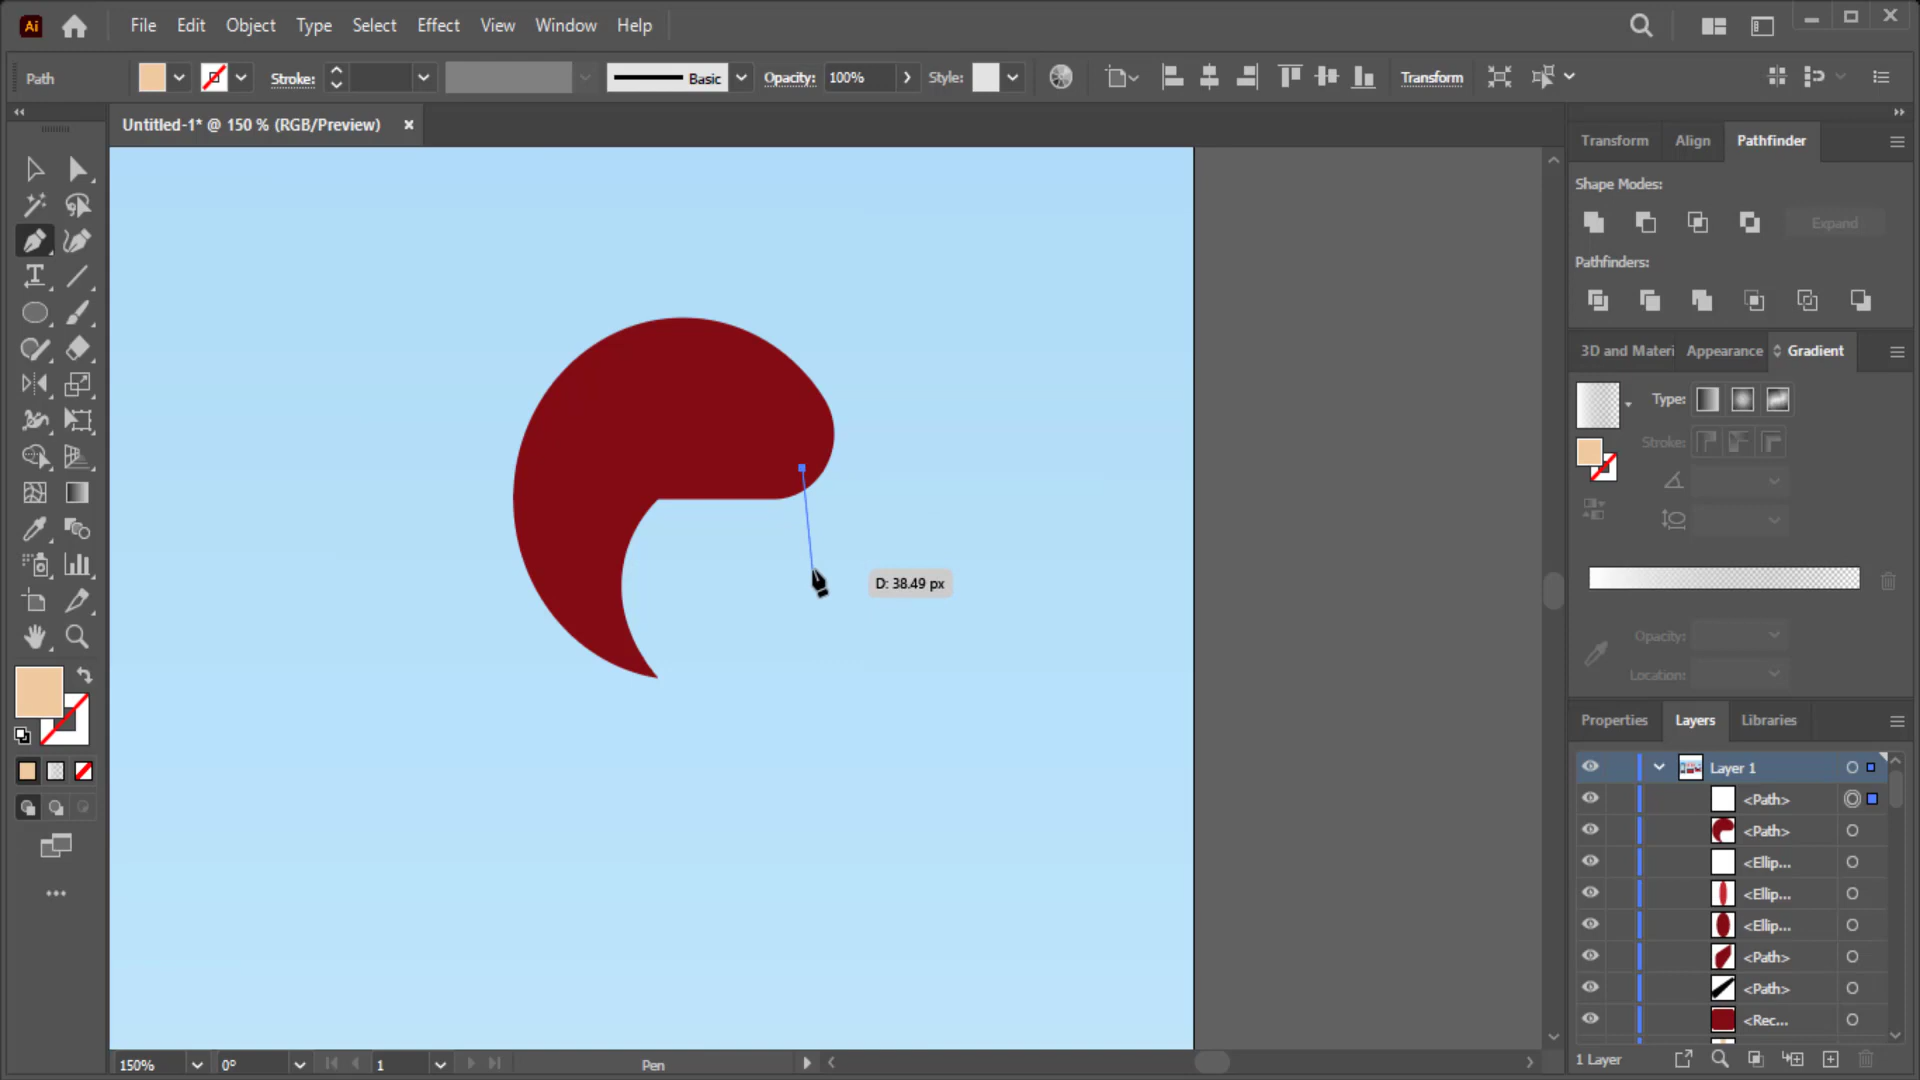 Ai File Edit Object Type Select Effect View Window Help
Path Stroke: Basic Opacity: 100% Style: Transform
Untitled-1* @ 150 % (RGB/Preview) ×
Transform Align Pathfinder
Shape Modes:
Expand
Pathfinders:
3D and Materi Appearance Gradient
Type:
Stroke:
D: 38.49 px
Opacity:
Location:
Properties Layers Libraries
Layer 1
<Path>
<Path>
<Ellip...
<Ellip...
<Ellip...
<Path>
<Path>
<Rec...
1 Layer
150% 0° 1 Pen